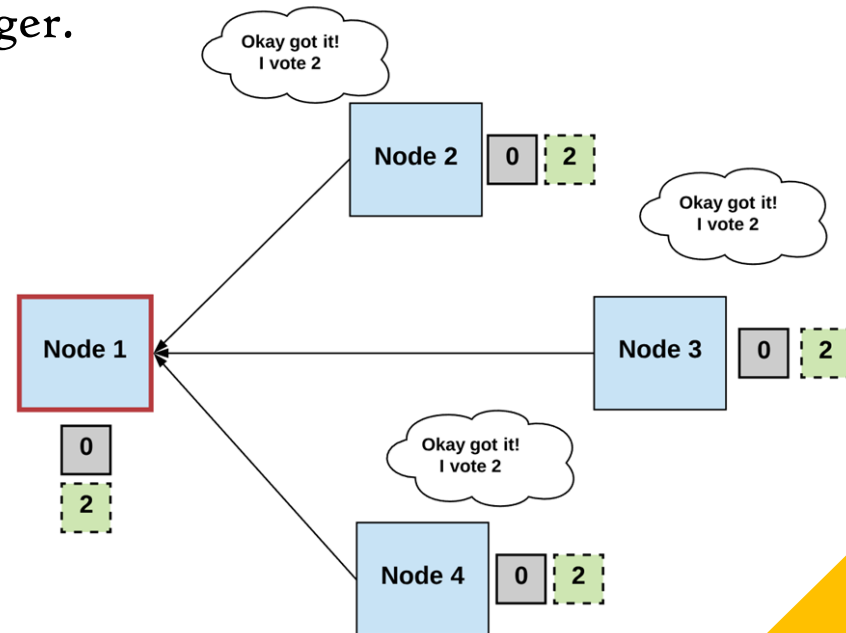 Okay got it!
I vote 2
Node 2
0
2
Okay got it!
I vote 2
Node 1
0
2
Node 3
0
2
Okay got it!
I vote 2
Node 4
0
2